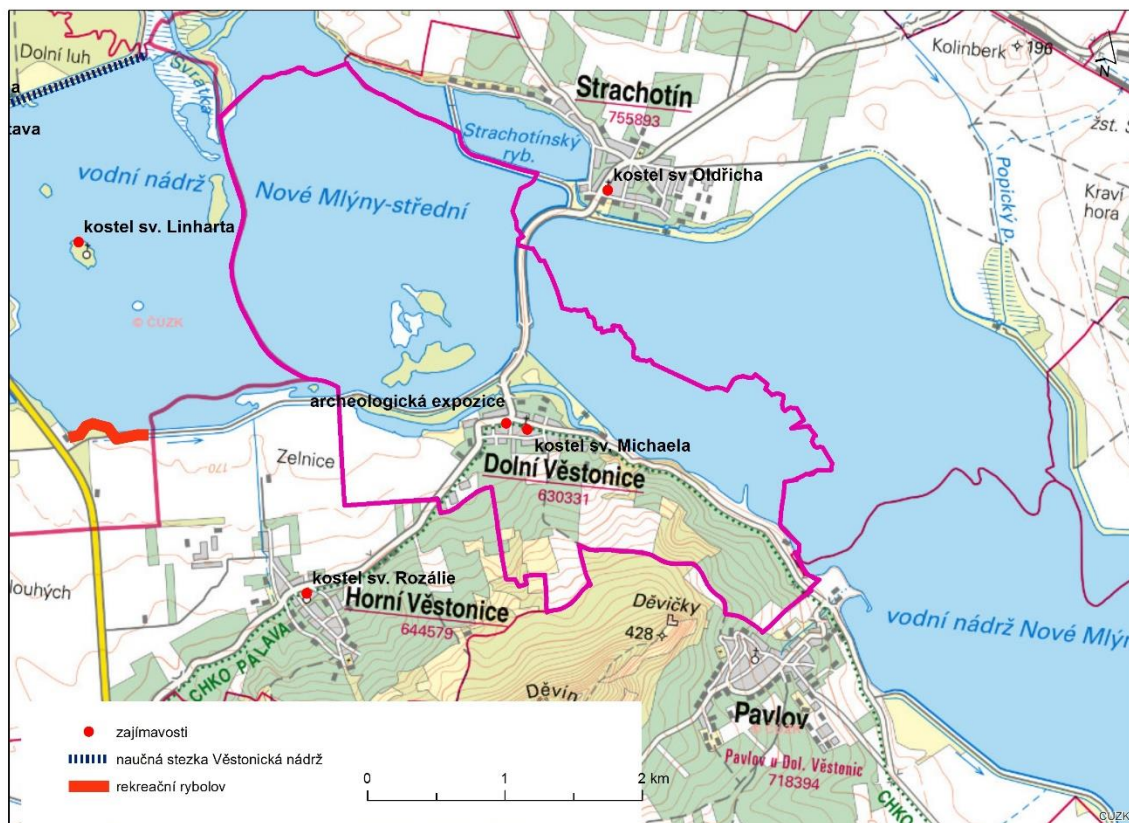 Dolní luh
Svratka
tava
vodní nádrž
Nové Mlýny-střední
Strachotín
755893
Strachotínský
ryb.
kostel sv Oldřicha
Kolinberk
196
N
žst. S
Popický p.
Kraví
hora
kostel sv. Linharta
© ČÚZK
archeologická expozice
kostel sv. Michaela
Dolní Věstonice
630331
Zelnice
170
louhých
kostel sv. Rozálie
Horní Věstonice
644579
CHKO PÁLAVA
Děvičky
428
Děvín
Pavlov
Pavlov u Dol. Věstonic
718394
vodní nádrž Nové Mlýn
CHKO
zajímavosti
naučná stezka Věstonická nádrž
rekreační rybolov
0 1 2 km
ČÚZK